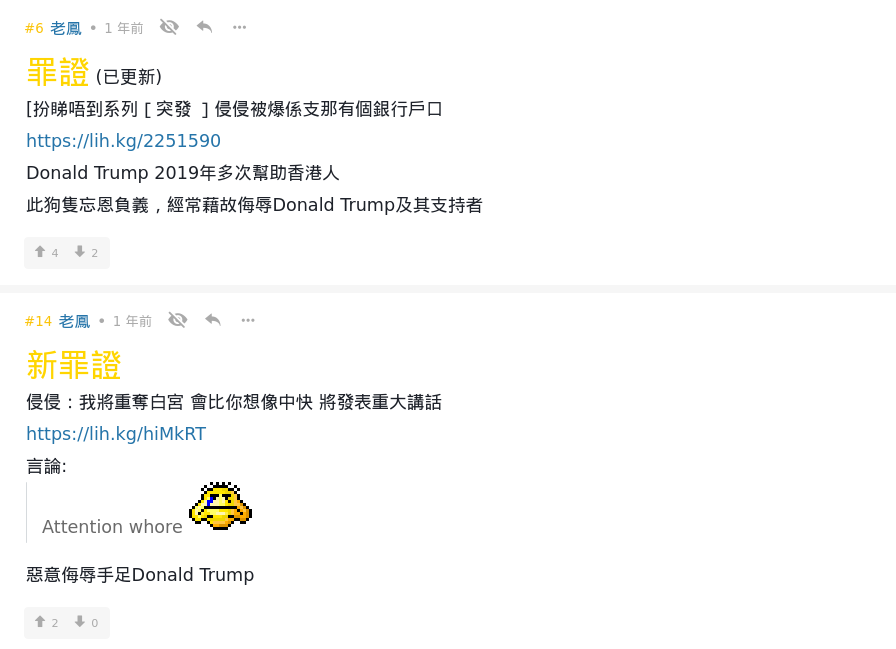 #6 老鳳 • 1 年前
罪證 (已更新)
[扮睇唔到系列 [ 突發 ] 侵侵被爆係支那有個銀行戶口
https://lih.kg/2251590
Donald Trump 2019年多次幫助香港人
此狗隻忘恩負義，經常藉故侮辱Donald Trump及其支持者
4 2
#14 老鳳 • 1 年前
新罪證
侵侵：我將重奪白宮 會比你想像中快 將發表重大講話
https://lih.kg/hiMkRT
言論:
Attention whore
惡意侮辱手足Donald Trump
2 0